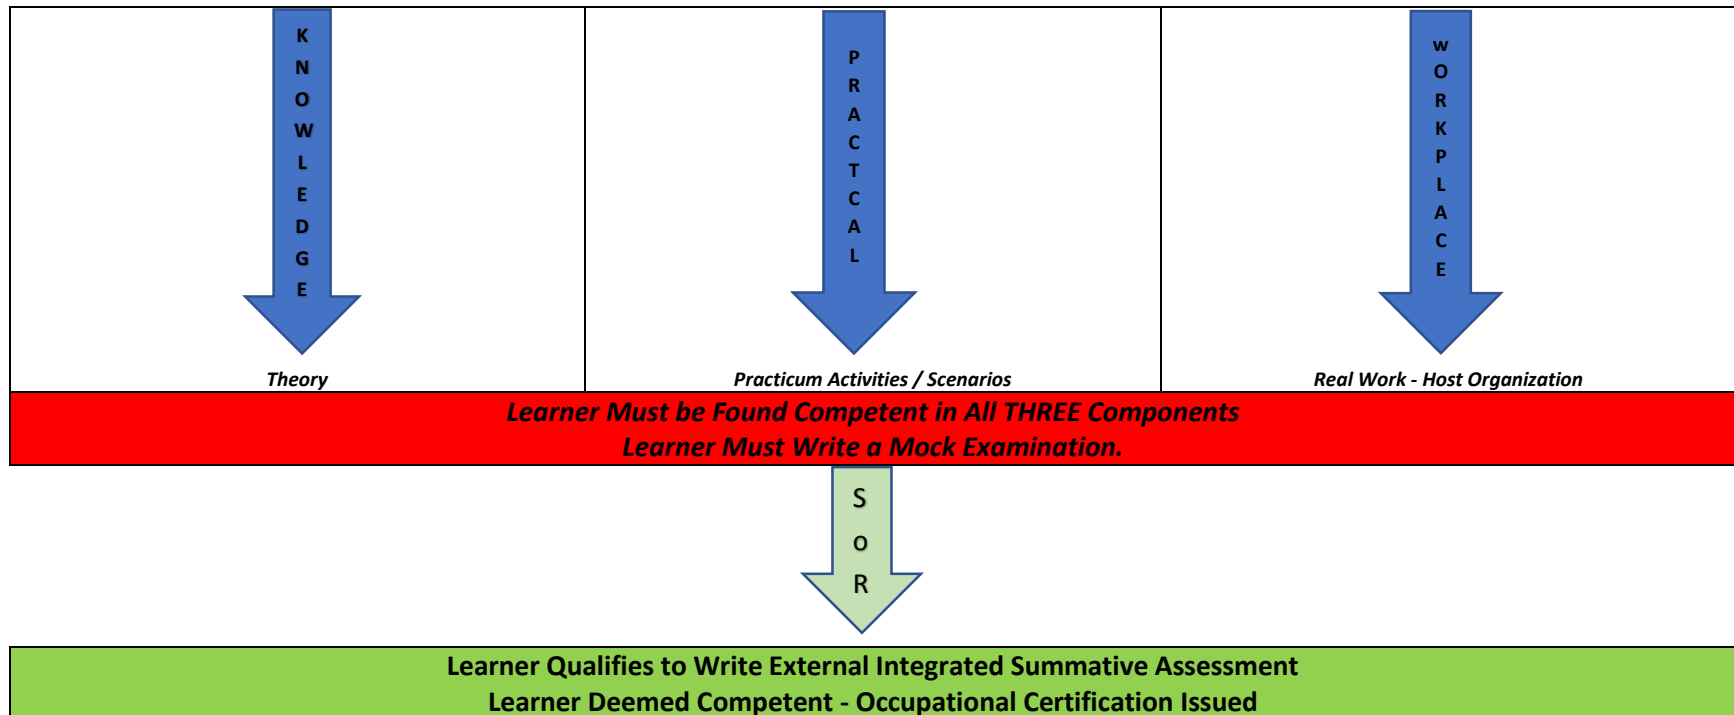 KNOWLEDGE
PRACTCAL
wORKPLACE
Theory
Practicum Activities / Scenarios
Real Work - Host Organization
Learner Must be Found Competent in All THREE Components
Learner Must Write a Mock Examination.
SoR
Learner Qualifies to Write External Integrated Summative Assessment
Learner Deemed Competent - Occupational Certification Issued